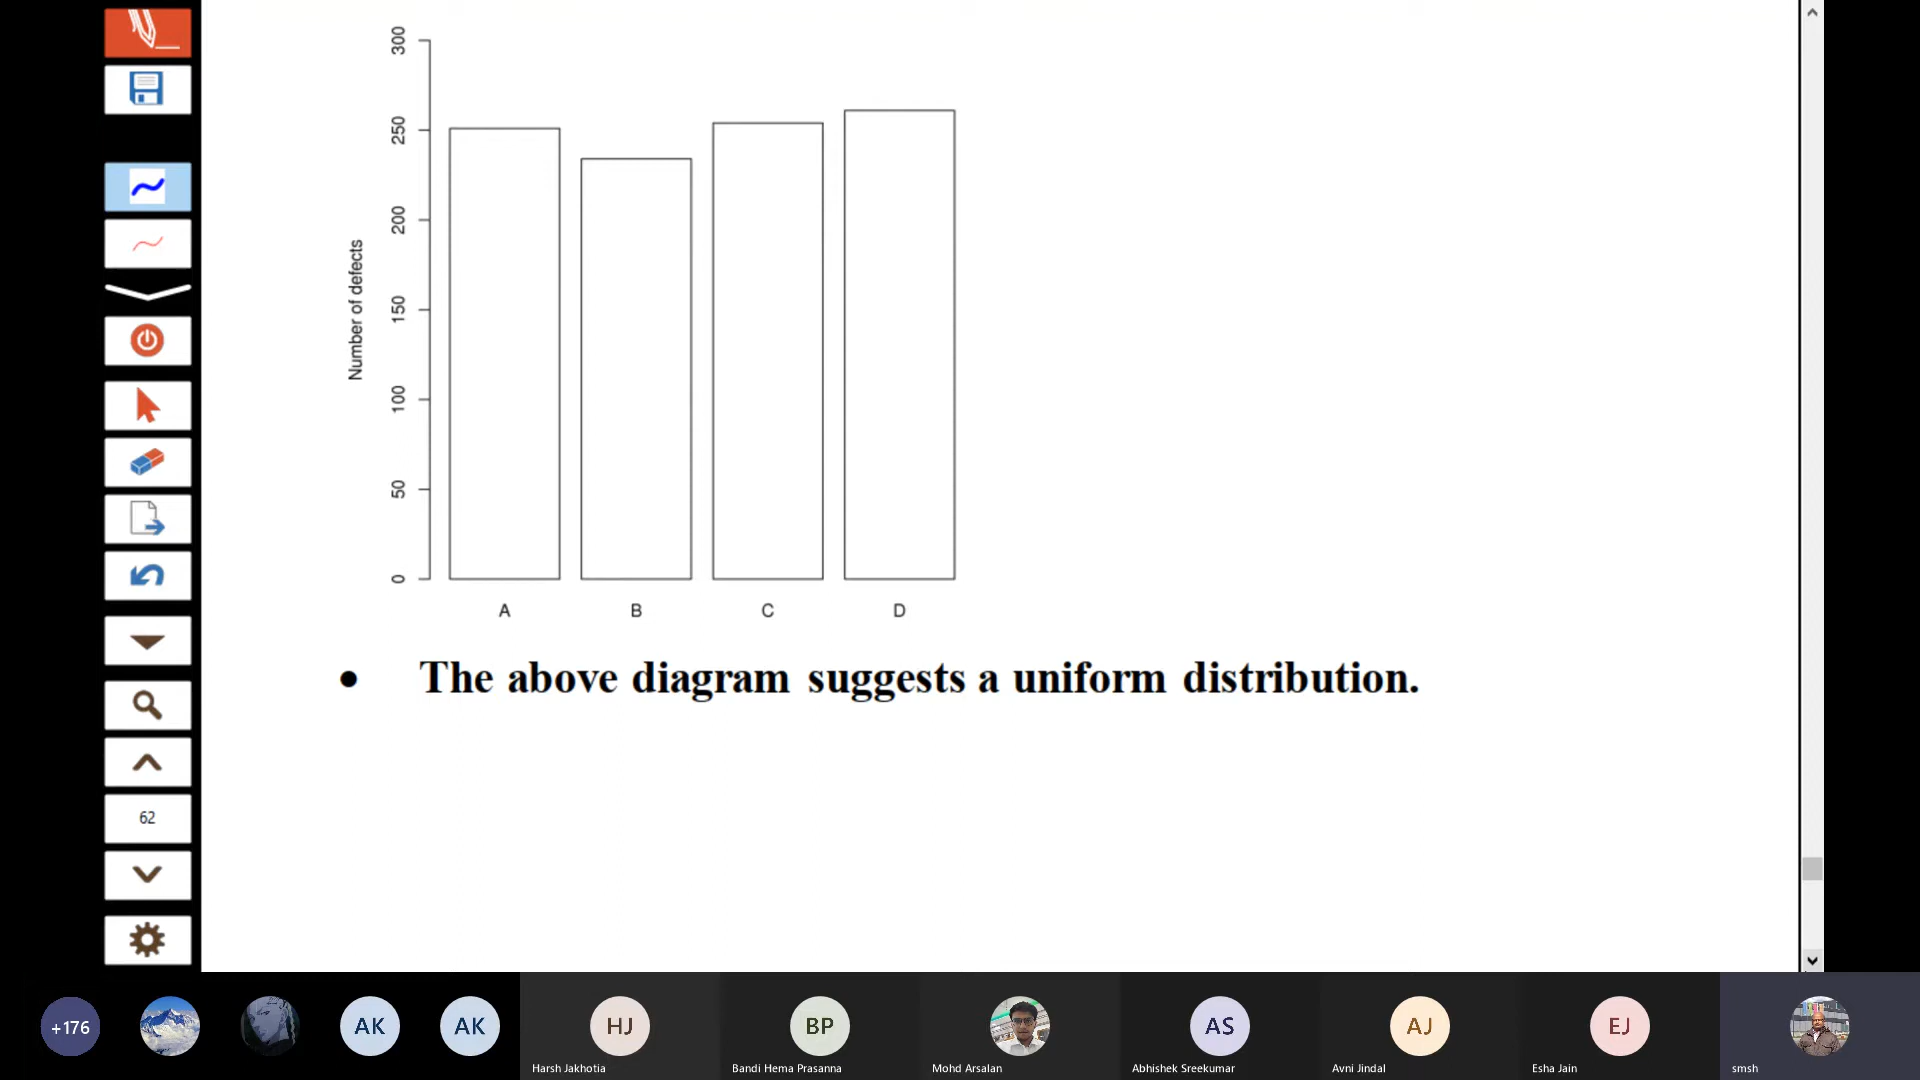 300
250
200
150
100
50
0
Number of defects
A B C D
• The above diagram suggests a uniform distribution.
62
+176
AK
AK
HJ
BP
AS
AJ
EJ
Harsh Jakhotia
Bandi Hema Prasanna
Mohd Arsalan
Abhishek Sreekumar
Avni Jindal
Esha Jain
smsh